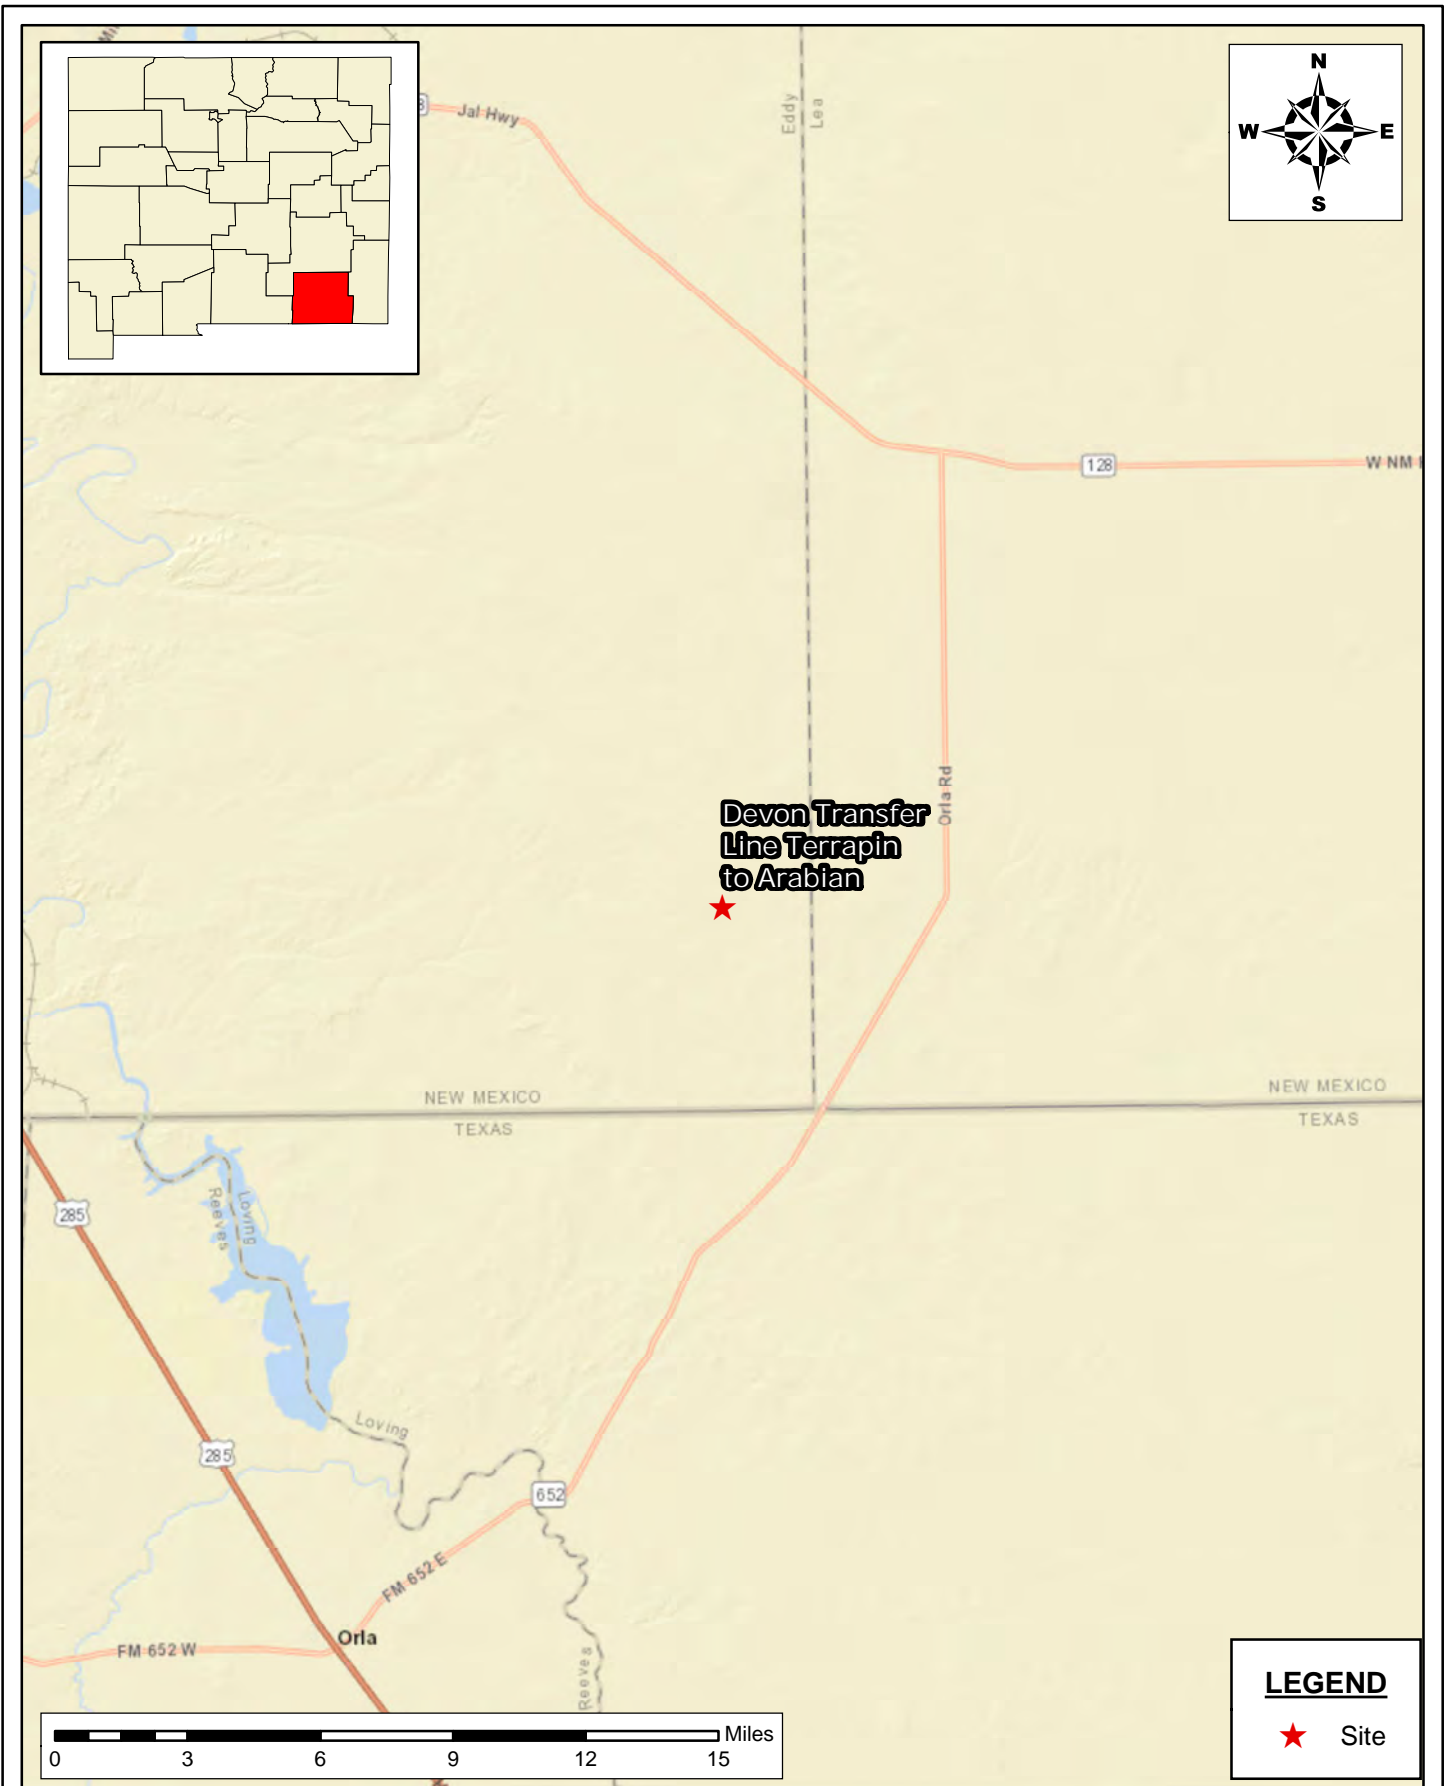 Jal Hwy
Eddy
Lea
N
W E
S
128
W NM
Orla Rd
Devon Transfer
Line Terrapin
to Arabian
NEW MEXICO
TEXAS
NEW MEXICO
TEXAS
285
Reeves
Loving
Loving
285
652
FM 652 E
Orla
FM 652 W
Reeves
LEGEND
Site
Miles
0 3 6 9 12 15